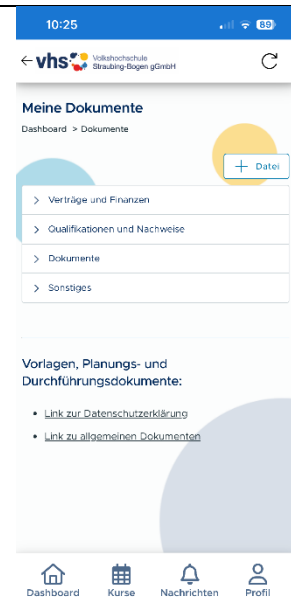 10:25
89
vhs Volkshochschule
Straubing-Bogen gGmbH
Meine Dokumente
Dashboard > Dokumente
+ Datei
> Verträge und Finanzen
> Qualifikationen und Nachweise
> Dokumente
> Sonstiges
Vorlagen, Planungs- und
Durchführungsdokumente:
• Link zur Datenschutzerklärung
• Link zu allgemeinen Dokumenten
Dashboard Kurse Nachrichten Profil